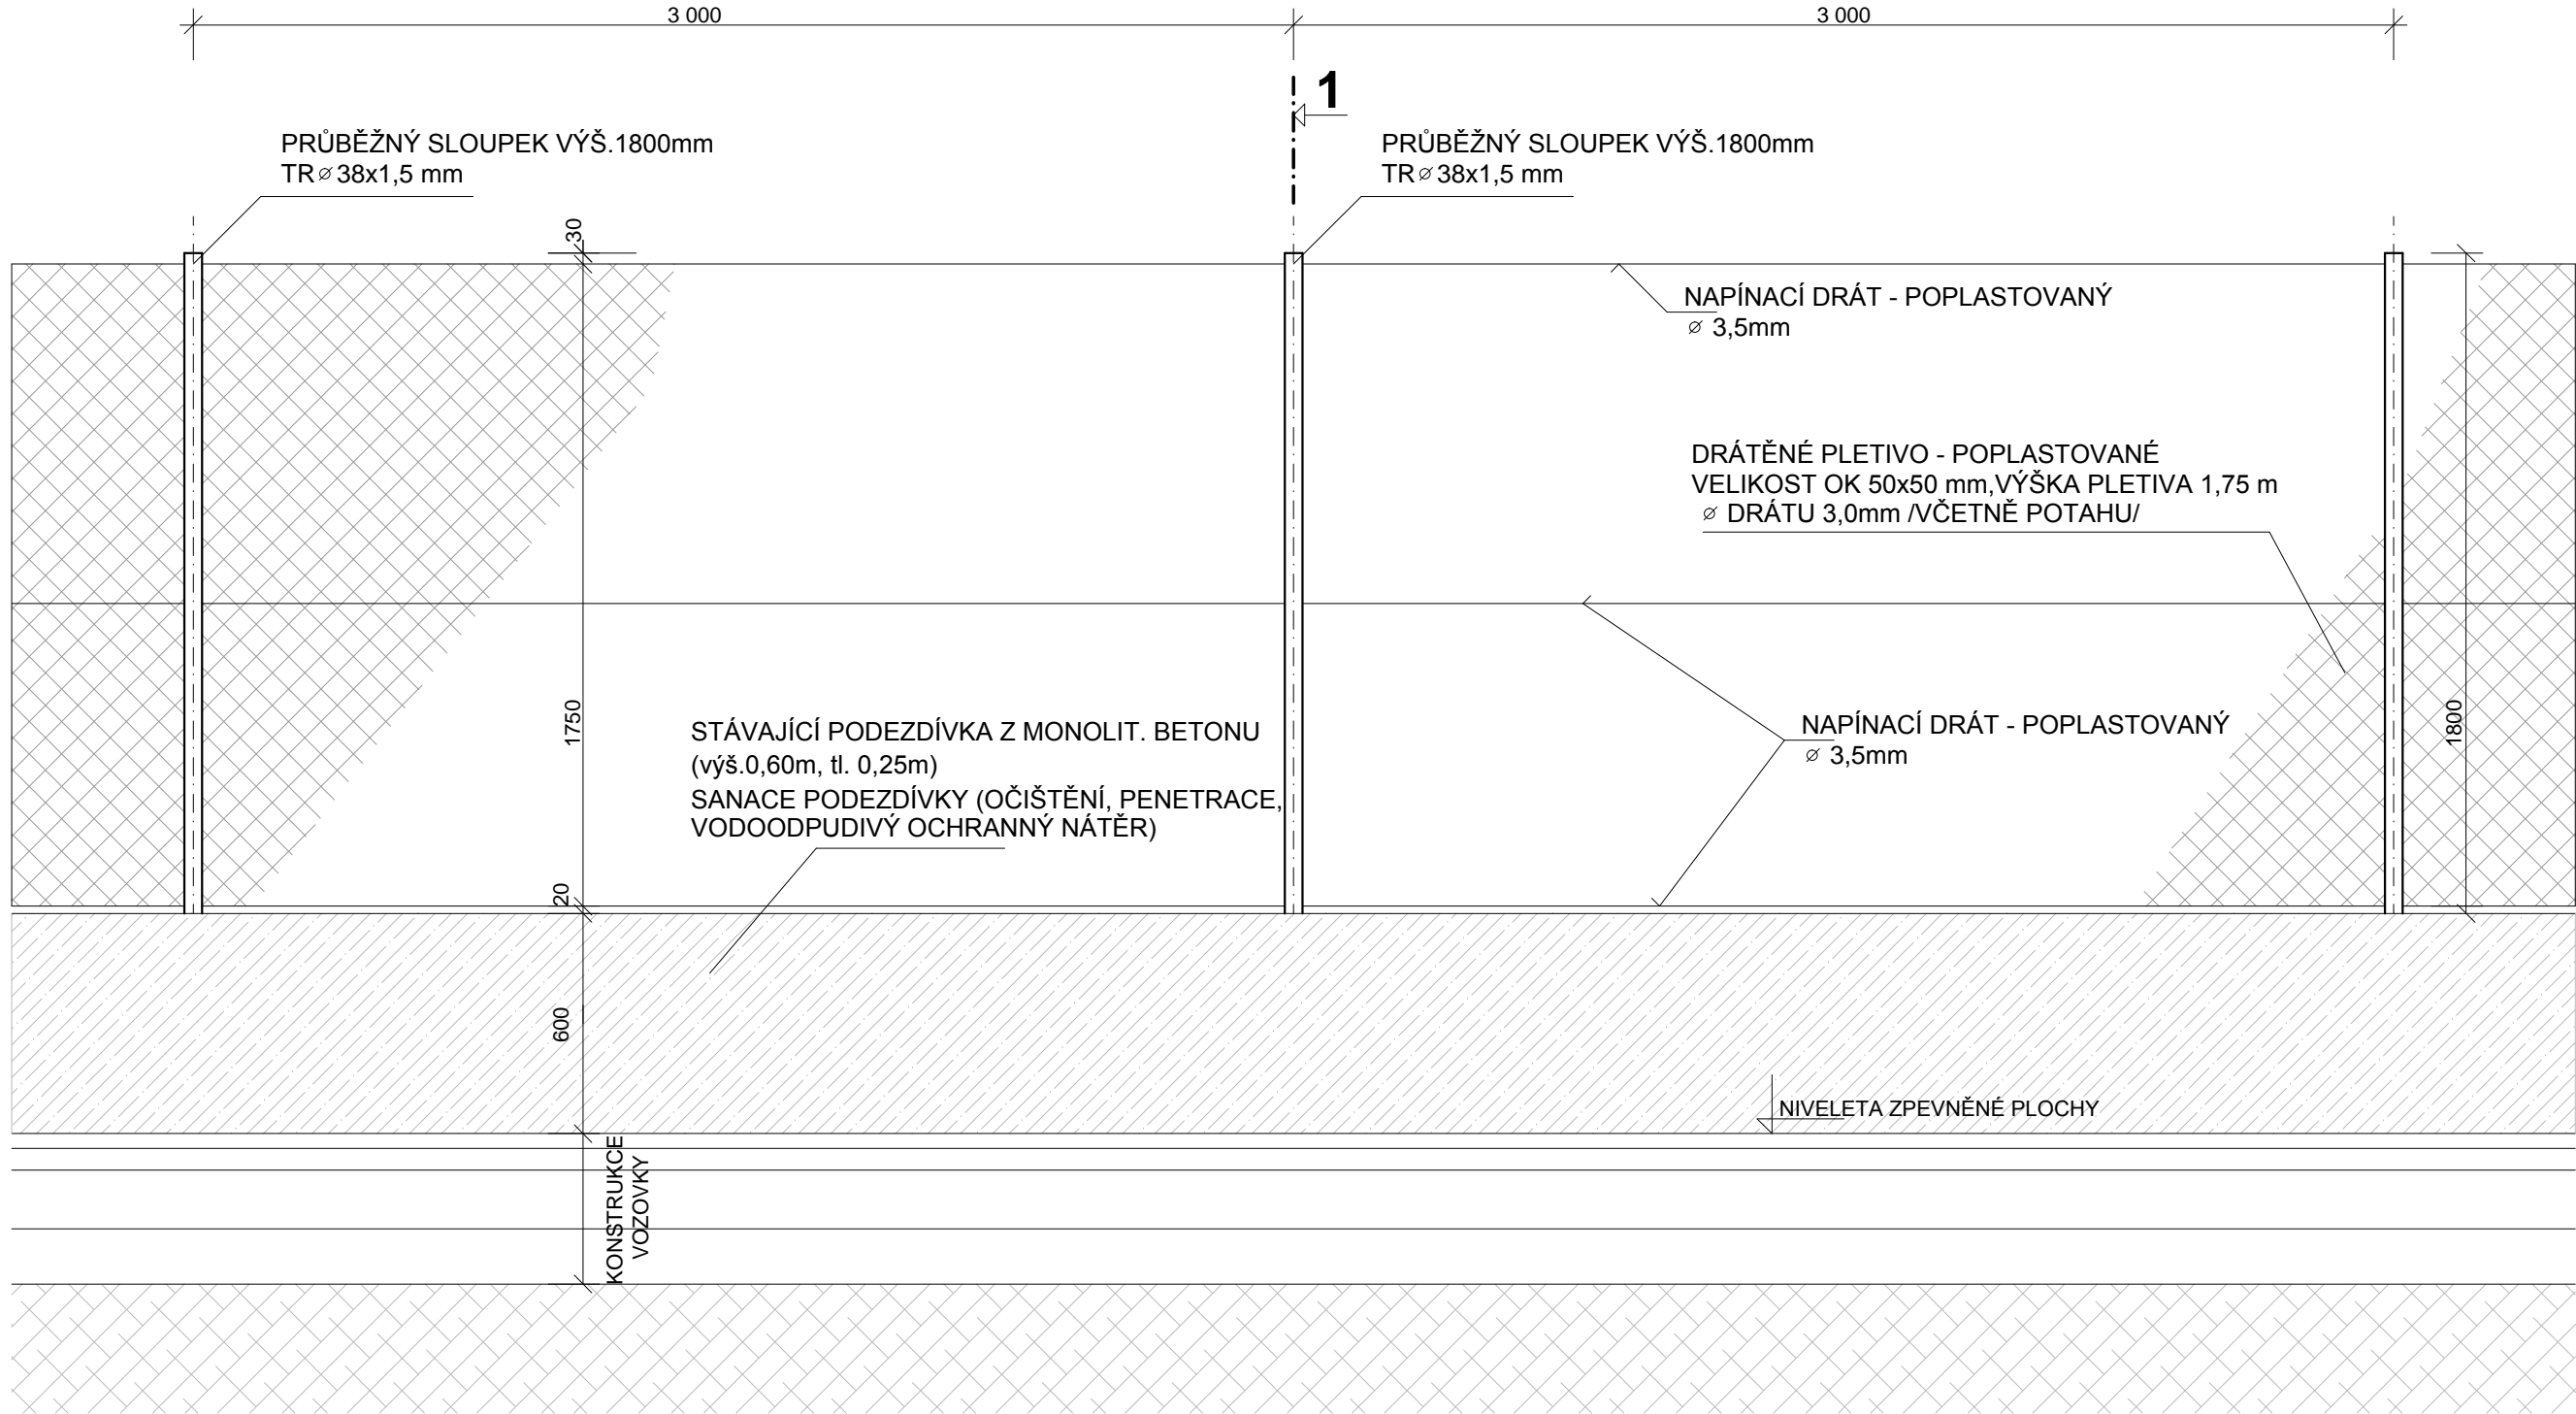 3 000
3 000
1
PRŮBĚŽNÝ SLOUPEK VÝŠ.1800mm
TR⌀38x1,5 mm
PRŮBĚŽNÝ SLOUPEK VÝŠ.1800mm
TR⌀38x1,5 mm
30
NAPÍNACÍ DRÁT - POPLASTOVANÝ
⌀ 3,5mm
DRÁTĚNÉ PLETIVO - POPLASTOVANÉ
VELIKOST OK 50x50 mm,VÝŠKA PLETIVA 1,75 m
⌀ DRÁTU 3,0mm /VČETNĚ POTAHU/
1750
STÁVAJÍCÍ PODEZDÍVKA Z MONOLIT. BETONU
(výš.0,60m, tl. 0,25m)
SANACE PODEZDÍVKY (OČIŠTĚNÍ, PENETRACE,
VODOODPUDIVÝ OCHRANNÝ NÁTĚR)
NAPÍNACÍ DRÁT - POPLASTOVANÝ
⌀ 3,5mm
1800
20
600
NIVELETA ZPEVNĚNÉ PLOCHY
KONSTRUKCE
VOZOVKY